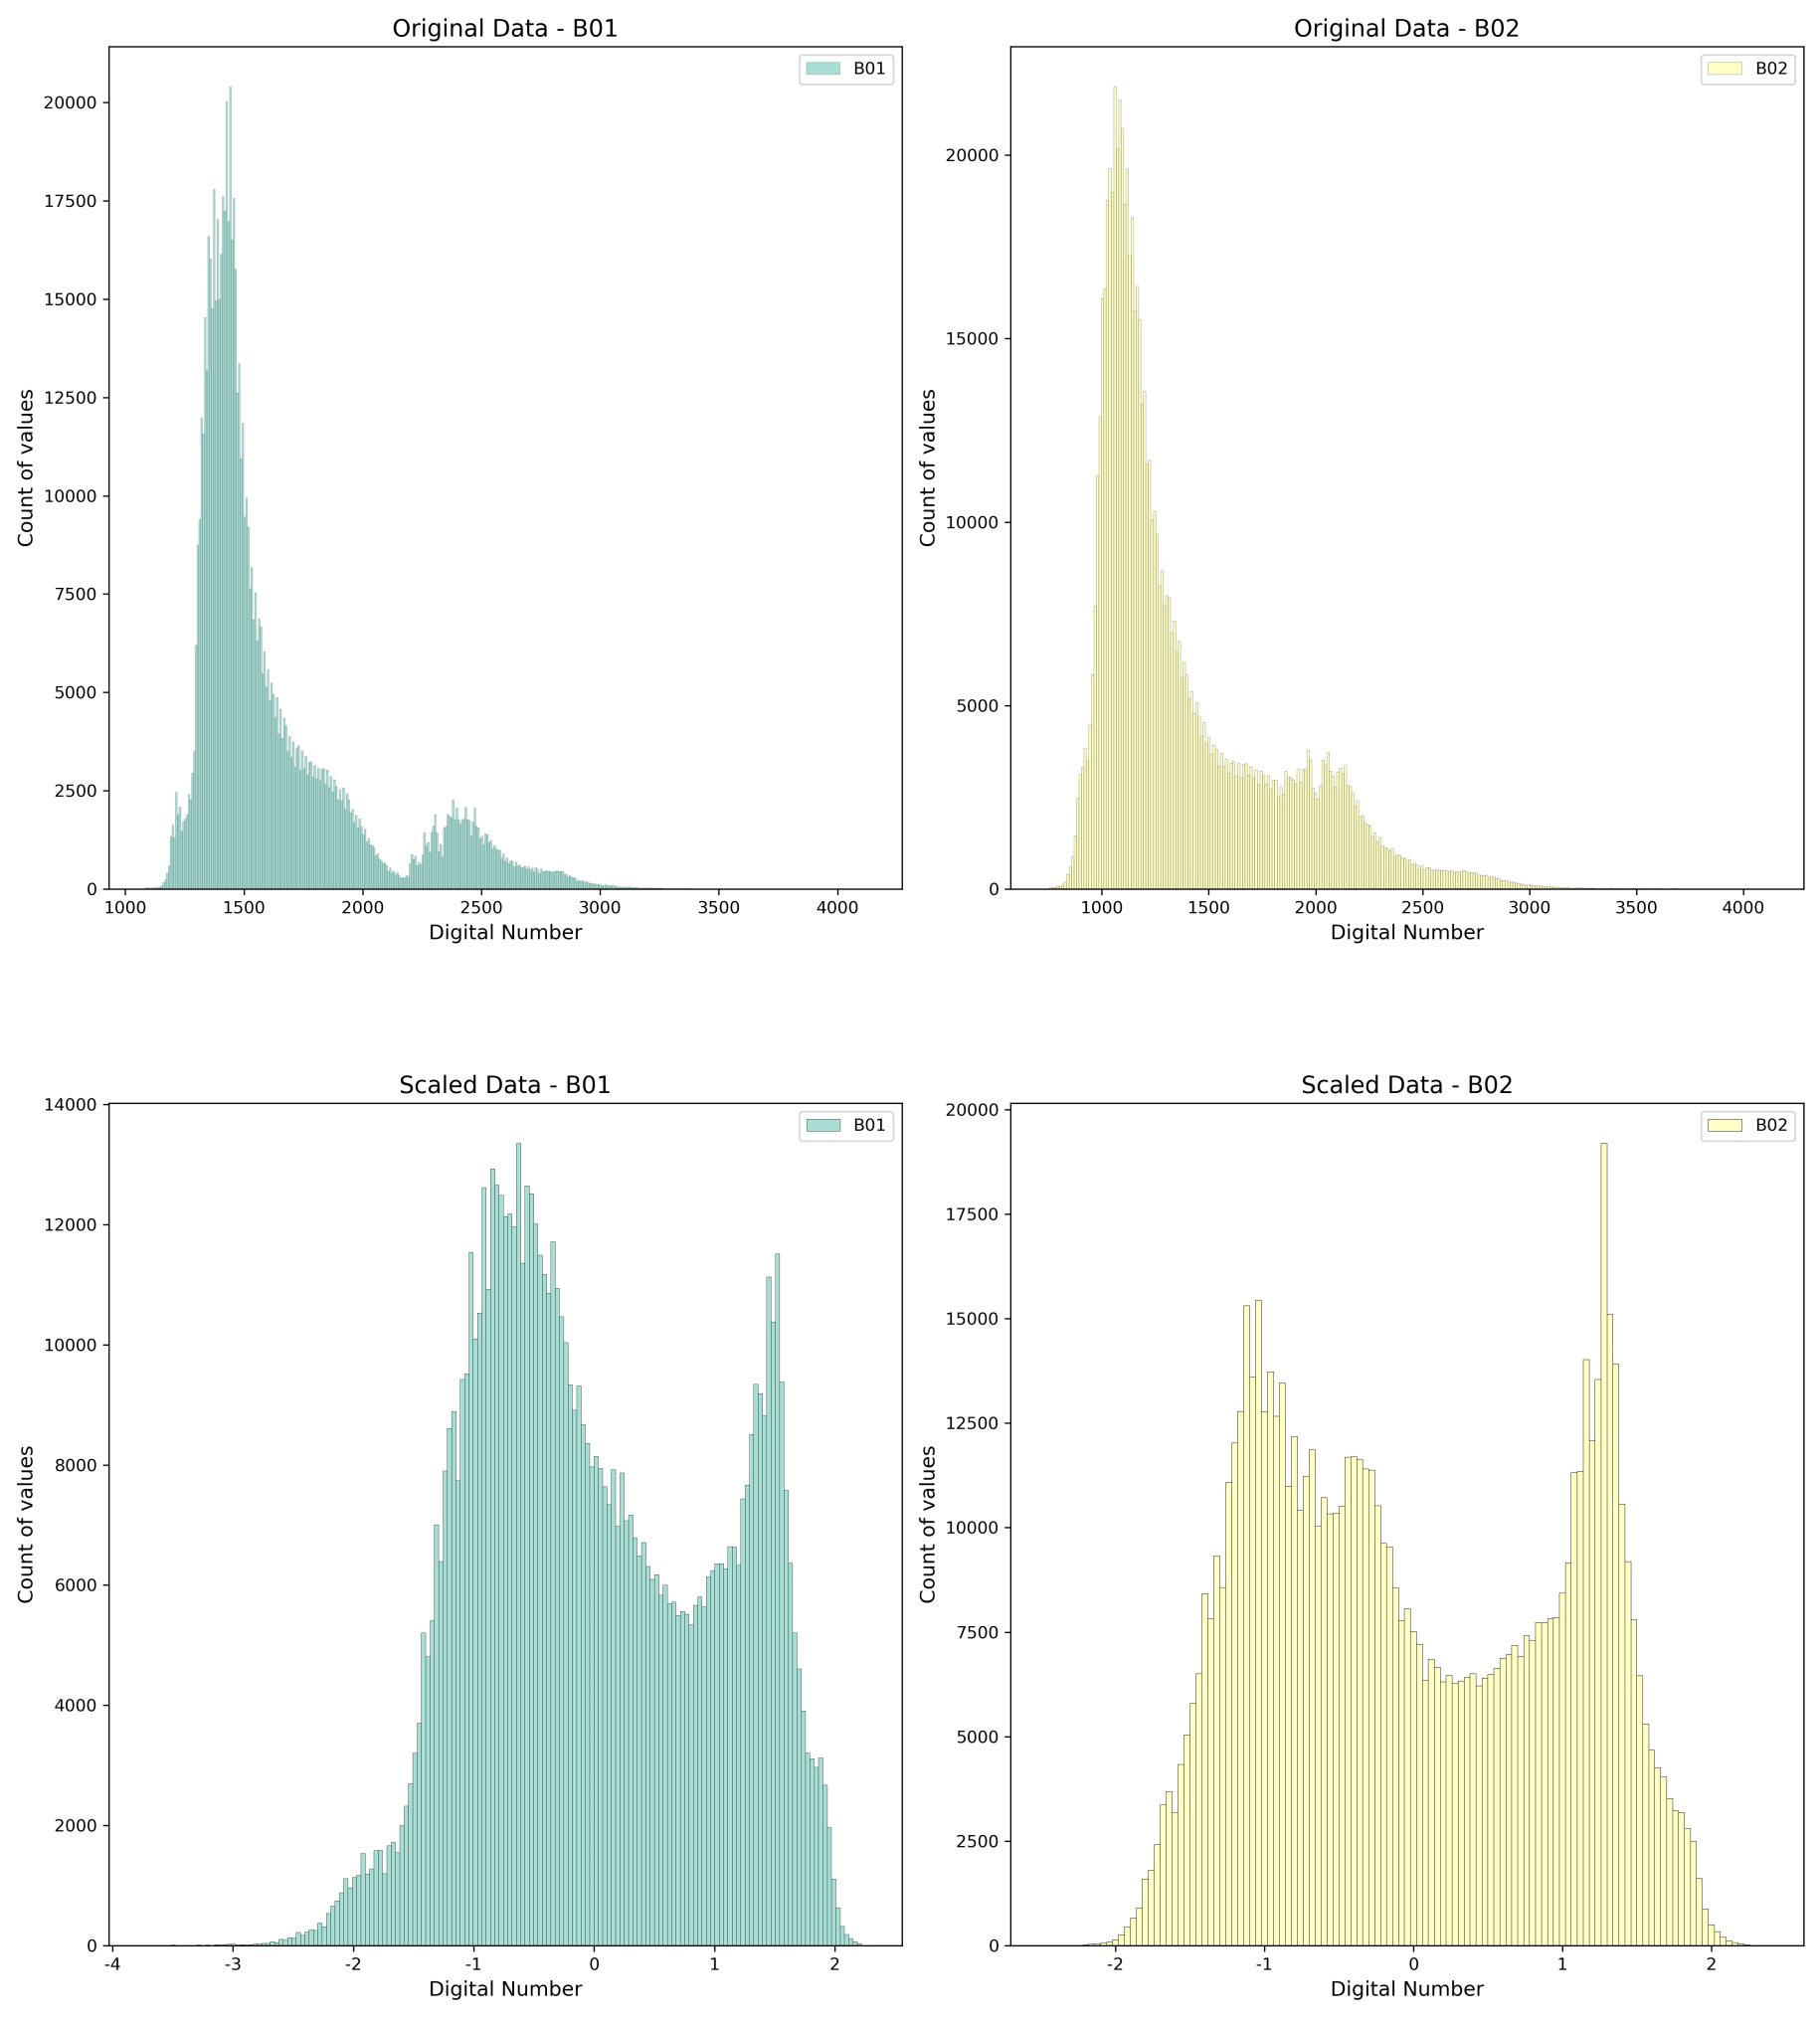 Original Data - B01
B01
20000
17500
15000
12500
10000
7500
5000
2500
0
Count of values
1000 1500 2000 2500 3000 3500 4000
Digital Number
Original Data - B02
B02
20000
15000
10000
5000
0
Count of values
1000 1500 2000 2500 3000 3500 4000
Digital Number
Scaled Data - B01
B01
14000
12000
10000
8000
6000
4000
2000
0
Count of values
-4 -3 -2 -1 0 1 2
Digital Number
Scaled Data - B02
B02
20000
17500
15000
12500
10000
7500
5000
2500
0
Count of values
-2 -1 0 1 2
Digital Number